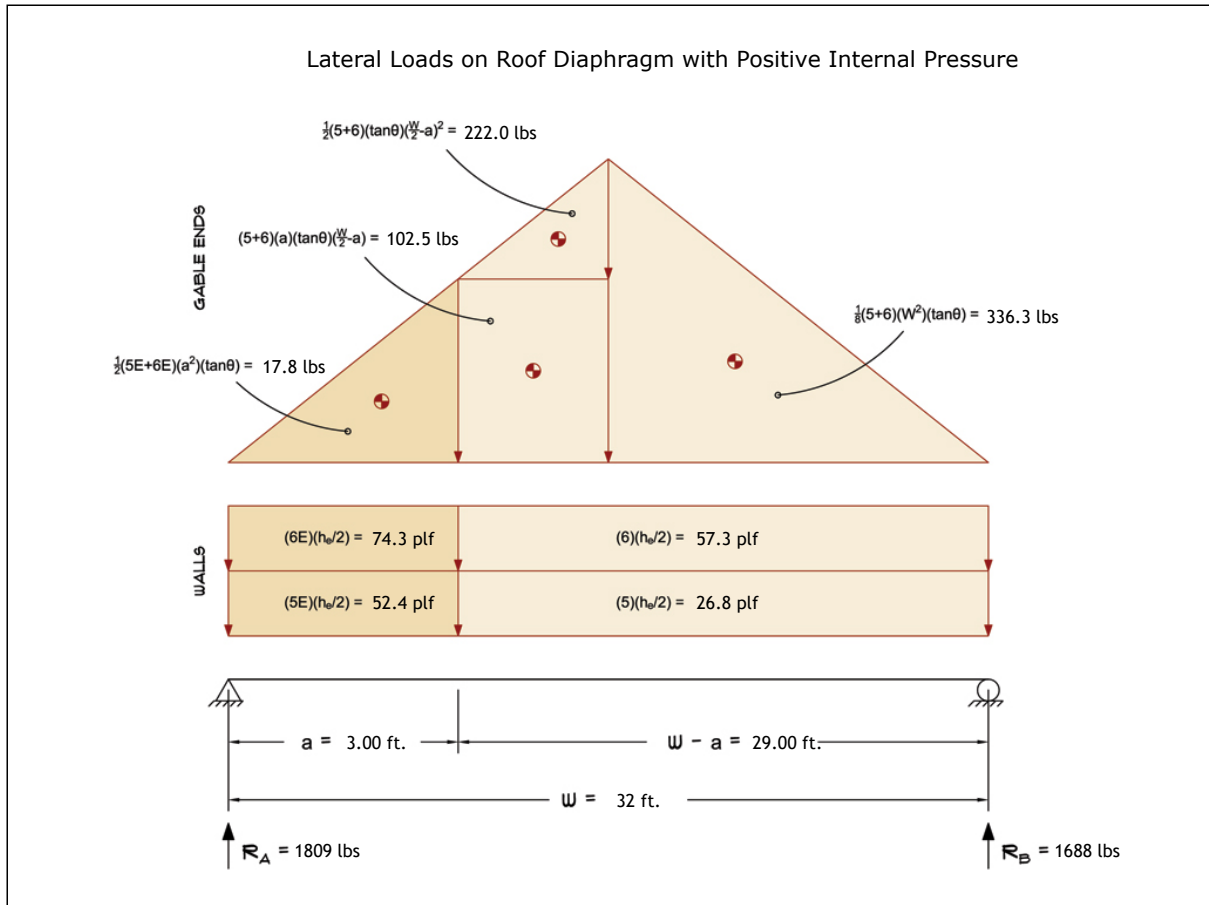 Lateral Loads on Roof Diaphragm with Positive Internal Pressure
½(5+6)(tanθ)(W/2-a)² = 222.0 lbs
GABLE ENDS
(5+6)(a)(tanθ)(W/2-a) = 102.5 lbs
⅛(5+6)(W²)(tanθ) = 336.3 lbs
½(5E+6E)(a²)(tanθ) = 17.8 lbs
WALLS
(6E)(hₑ/2) = 74.3 plf
(6)(hₑ/2) = 57.3 plf
(5E)(hₑ/2) = 52.4 plf
(5)(hₑ/2) = 26.8 plf
a = 3.00 ft.
W - a = 29.00 ft.
W = 32 ft.
R_A = 1809 lbs
R_B = 1688 lbs